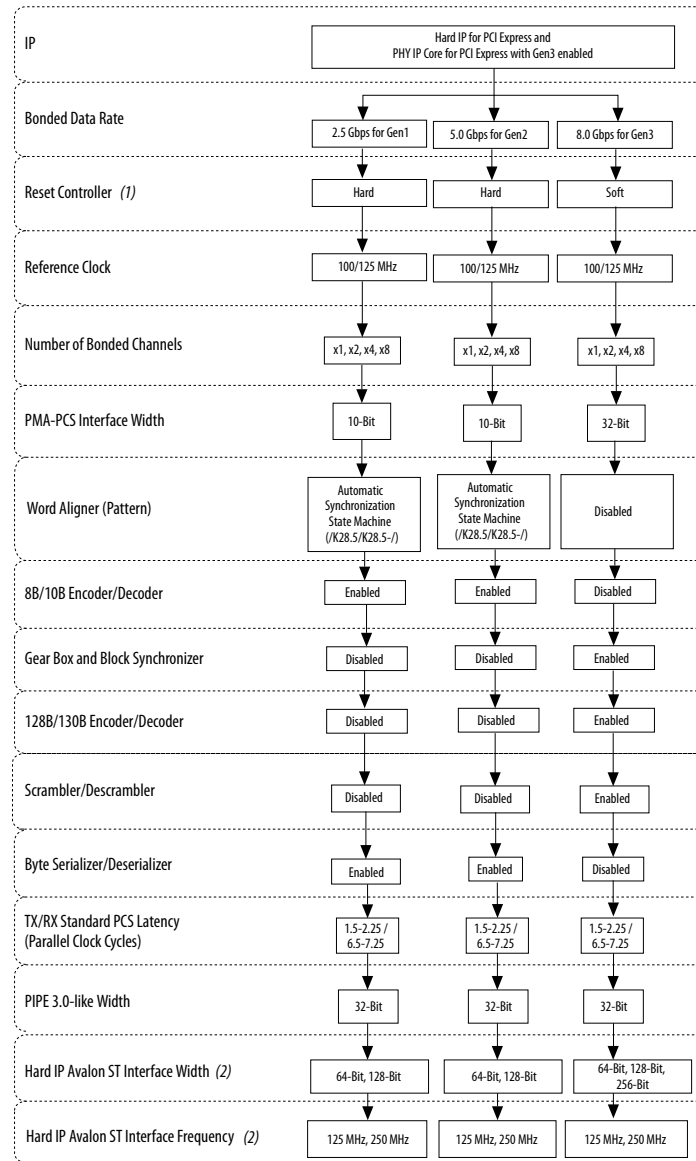 IP
Hard IP for PCI Express and
PHY IP Core for PCI Express with Gen3 enabled
Bonded Data Rate
2.5 Gbps for Gen1
5.0 Gbps for Gen2
8.0 Gbps for Gen3
Reset Controller (1)
Hard
Hard
Soft
Reference Clock
100/125 MHz
100/125 MHz
100/125 MHz
Number of Bonded Channels
x1, x2, x4, x8
x1, x2, x4, x8
x1, x2, x4, x8
PMA-PCS Interface Width
10-Bit
10-Bit
32-Bit
Word Aligner (Pattern)
Automatic
Synchronization
State Machine
(/K28.5/K28.5-/)
Automatic
Synchronization
State Machine
(/K28.5/K28.5-/)
Disabled
8B/10B Encoder/Decoder
Enabled
Enabled
Disabled
Gear Box and Block Synchronizer
Disabled
Disabled
Enabled
128B/130B Encoder/Decoder
Disabled
Disabled
Enabled
Scrambler/Descrambler
Disabled
Disabled
Enabled
Byte Serializer/Deserializer
Enabled
Enabled
Disabled
TX/RX Standard PCS Latency
(Parallel Clock Cycles)
1.5-2.25 /
6.5-7.25
1.5-2.25 /
6.5-7.25
1.5-2.25 /
6.5-7.25
PIPE 3.0-like Width
32-Bit
32-Bit
32-Bit
Hard IP Avalon ST Interface Width (2)
64-Bit, 128-Bit
64-Bit, 128-Bit
64-Bit, 128-Bit,
256-Bit
Hard IP Avalon ST Interface Frequency (2)
125 MHz, 250 MHz
125 MHz, 250 MHz
125 MHz, 250 MHz